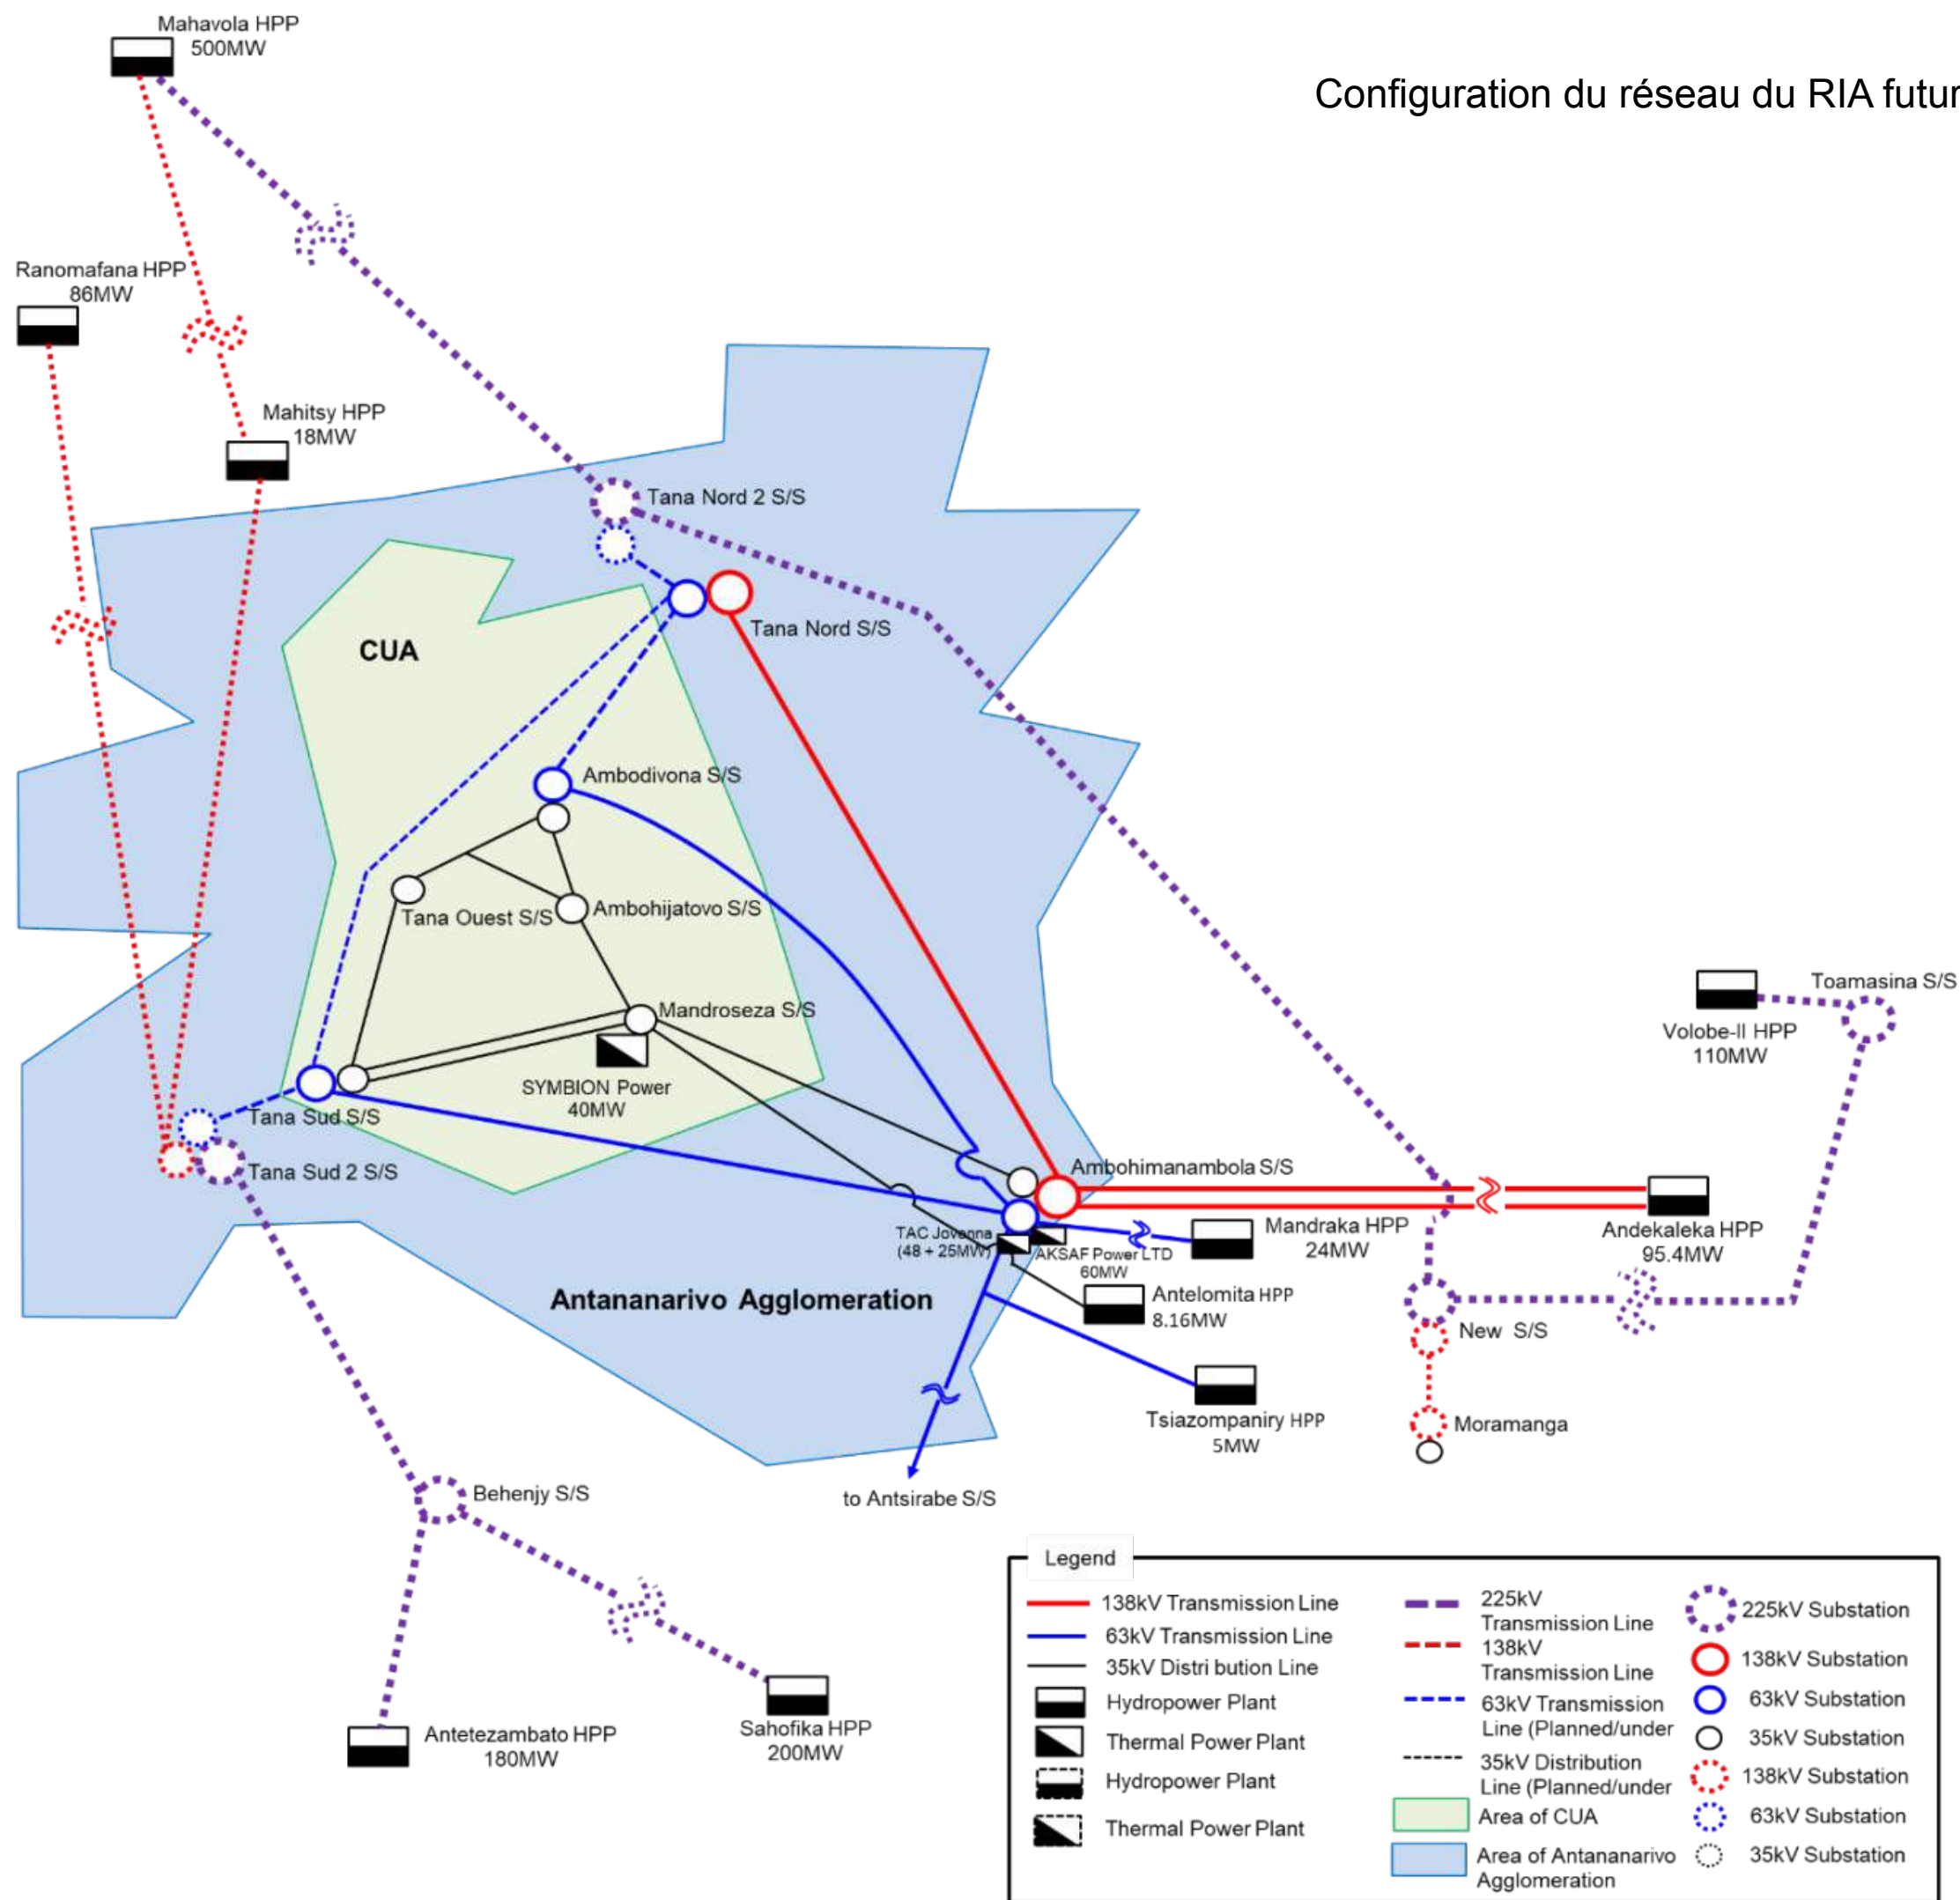 Configuration du réseau du RIA futur
Mahavola HPP
500MW
Ranomafana HPP
86MW
Mahitsy HPP
18MW
Tana Nord 2 S/S
Tana Nord S/S
CUA
Ambodivona S/S
Tana Ouest S/S
Ambohijatovo S/S
Mandroseza S/S
SYMBION Power
40MW
Tana Sud S/S
Tana Sud 2 S/S
Toamasina S/S
Volobe-II HPP
110MW
Ambohimanambola S/S
Andekaleka HPP
95.4MW
Mandraka HPP
24MW
TAC Jovenna
(48 + 25MW)
AKSAF Power LTD
60MW
Antelomita HPP
8.16MW
Antananarivo Agglomeration
New S/S
Tsiazompaniry HPP
5MW
Moramanga
to Antsirabe S/S
Behenjy S/S
Antetezambato HPP
180MW
Sahofika HPP
200MW
Legend
138kV Transmission Line
63kV Transmission Line
35kV Distri bution Line
Hydropower Plant
Thermal Power Plant
Hydropower Plant
Thermal Power Plant
225kV
Transmission Line
138kV
Transmission Line
63kV Transmission
Line (Planned/under
35kV Distribution
Line (Planned/under
Area of CUA
Area of Antananarivo
Agglomeration
225kV Substation
138kV Substation
63kV Substation
35kV Substation
138kV Substation
63kV Substation
35kV Substation